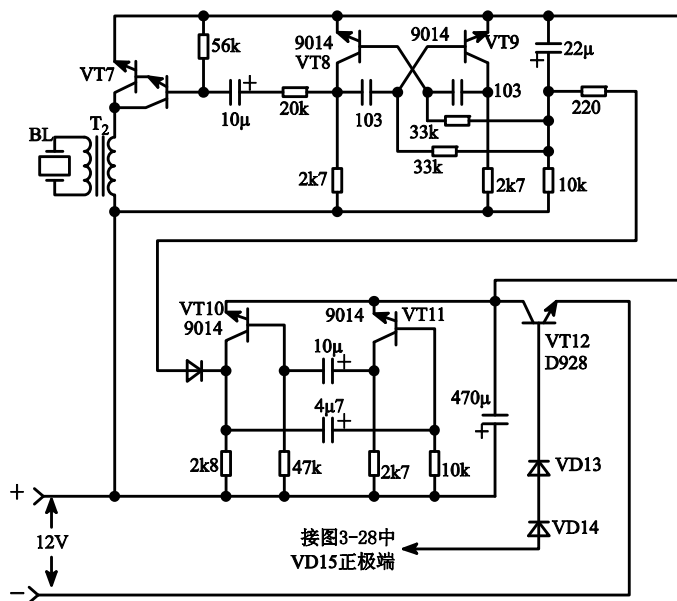 56k
9014
9014
VT9
VT7
VT8
22μ
10μ
20k
103
103
220
BL
T2
33k
33k
2k7
2k7
10k
VT10
9014
9014
VT11
10μ
VT12
D928
4μ7
470μ
2k8
47k
2k7
10k
VD13
+
12V
接图3-28中
VD15正极端
VD14
−